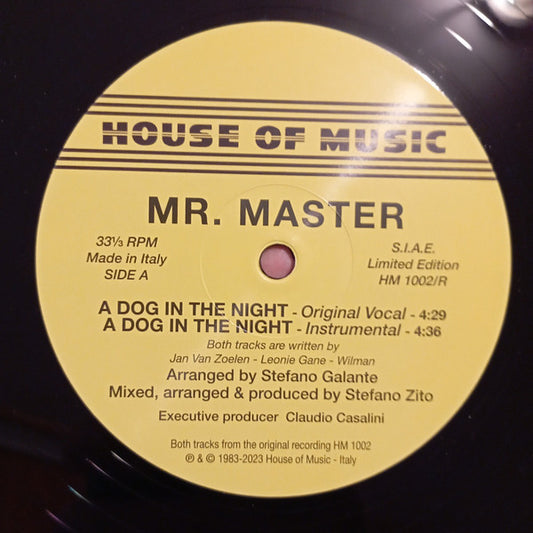 HOUSE OF MUSIC
MR. MASTER
33⅓ RPM
Made in Italy
SIDE A
S.I.A.E.
Limited Edition
HM 1002/R
A DOG IN THE NIGHT - Original Vocal - 4:29
A DOG IN THE NIGHT - Instrumental - 4:36
Both tracks are written by
Jan Van Zoelen - Leonie Gane - Wilman
Arranged by Stefano Galante
Mixed, arranged & produced by Stefano Zito
Executive producer Claudio Casalini
Both tracks from the original recording HM 1002
℗ & © 1983-2023 House of Music - Italy